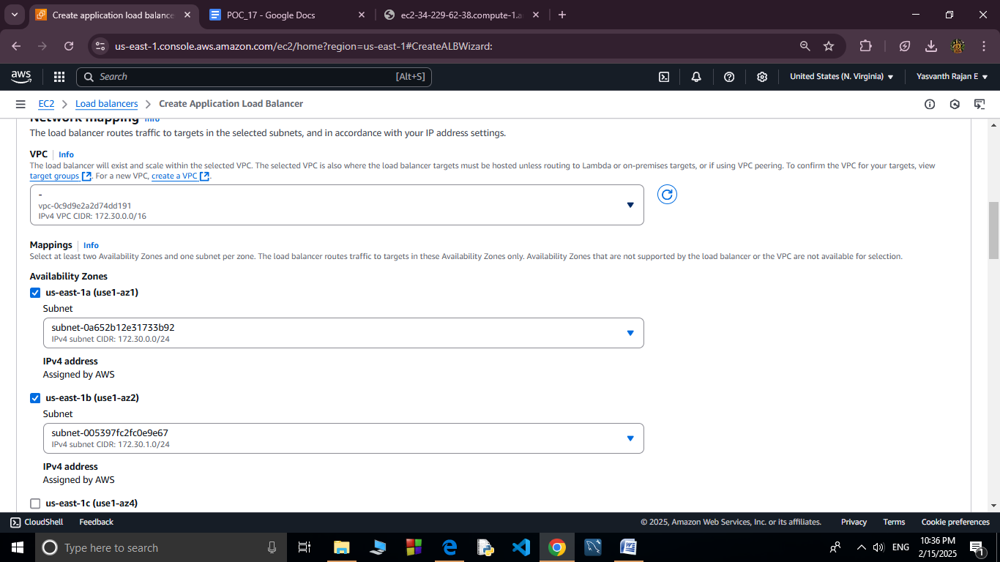 Create application load balance
POC_17 - Google Docs
ec2-34-229-62-38.compute-1.a
us-east-1.console.aws.amazon.com/ec2/home?region=us-east-1#CreateALBWizard:
aws
Search
[Alt+S]
United States (N. Virginia)
Yasvanth Rajan E
EC2
Load balancers
Create Application Load Balancer
Network mapping
Info
The load balancer routes traffic to targets in the selected subnets, and in accordance with your IP address settings.
VPC
Info
The load balancer will exist and scale within the selected VPC. The selected VPC is also where the load balancer targets must be hosted unless routing to Lambda or on-premises targets, or if using VPC peering. To confirm the VPC for your targets, view
target groups . For a new VPC, create a VPC .
-
vpc-0c9d9e2a2d74dd191
IPv4 VPC CIDR: 172.30.0.0/16
Mappings
Info
Select at least two Availability Zones and one subnet per zone. The load balancer routes traffic to targets in these Availability Zones only. Availability Zones that are not supported by the load balancer or the VPC are not available for selection.
Availability Zones
us-east-1a (use1-az1)
Subnet
subnet-0a652b12e31733b92
IPv4 subnet CIDR: 172.30.0.0/24
IPv4 address
Assigned by AWS
us-east-1b (use1-az2)
Subnet
subnet-005397fc2fc0e9e67
IPv4 subnet CIDR: 172.30.1.0/24
IPv4 address
Assigned by AWS
us-east-1c (use1-az4)
CloudShell
Feedback
© 2025, Amazon Web Services, Inc. or its affiliates.
Privacy
Terms
Cookie preferences
Type here to search
ENG
10:36 PM
2/15/2025
1